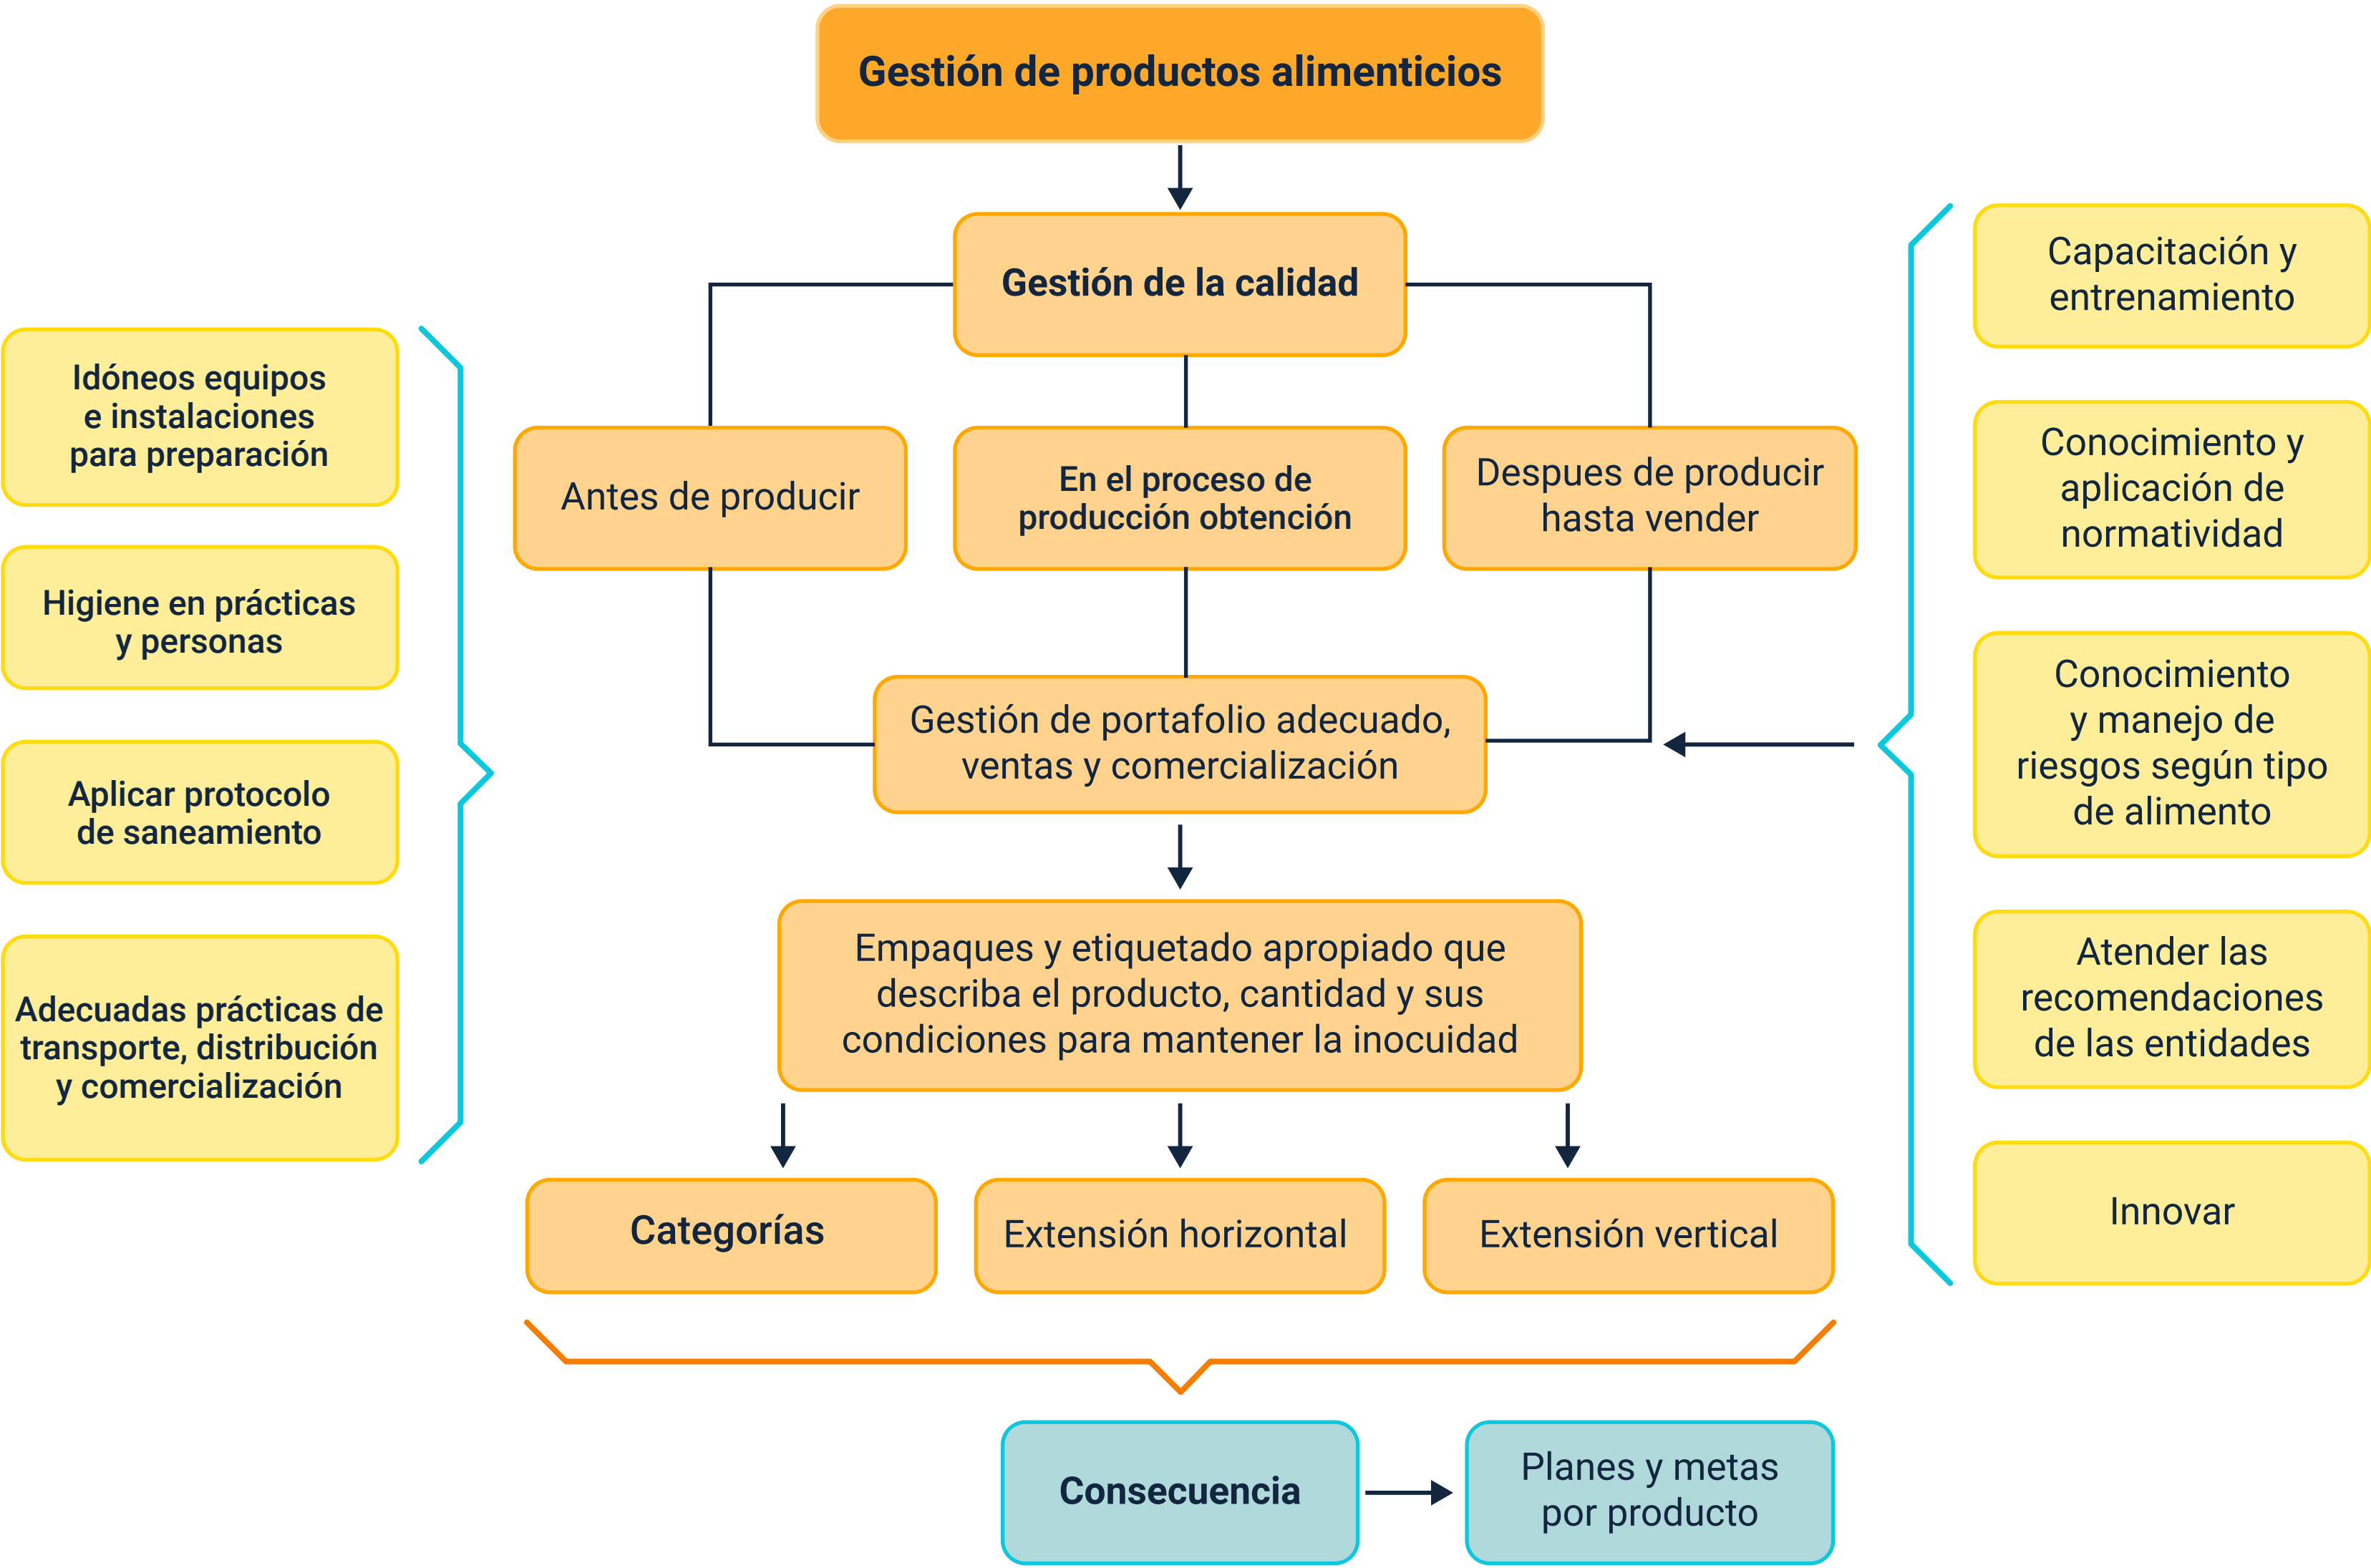 Gestión de productos alimenticios
Gestión de la calidad
Antes de producir
En el proceso de
producción obtención
Despues de producir
hasta vender
Gestión de portafolio adecuado,
ventas y comercialización
Empaques y etiquetado apropiado que
describa el producto, cantidad y sus
condiciones para mantener la inocuidad
Categorías
Extensión horizontal
Extensión vertical
Consecuencia
Planes y metas
por producto
Idóneos equipos
e instalaciones
para preparación
Higiene en prácticas
y personas
Aplicar protocolo
de saneamiento
Adecuadas prácticas de
transporte, distribución
y comercialización
Capacitación y
entrenamiento
Conocimiento y
aplicación de
normatividad
Conocimiento
y manejo de
riesgos según tipo
de alimento
Atender las
recomendaciones
de las entidades
Innovar